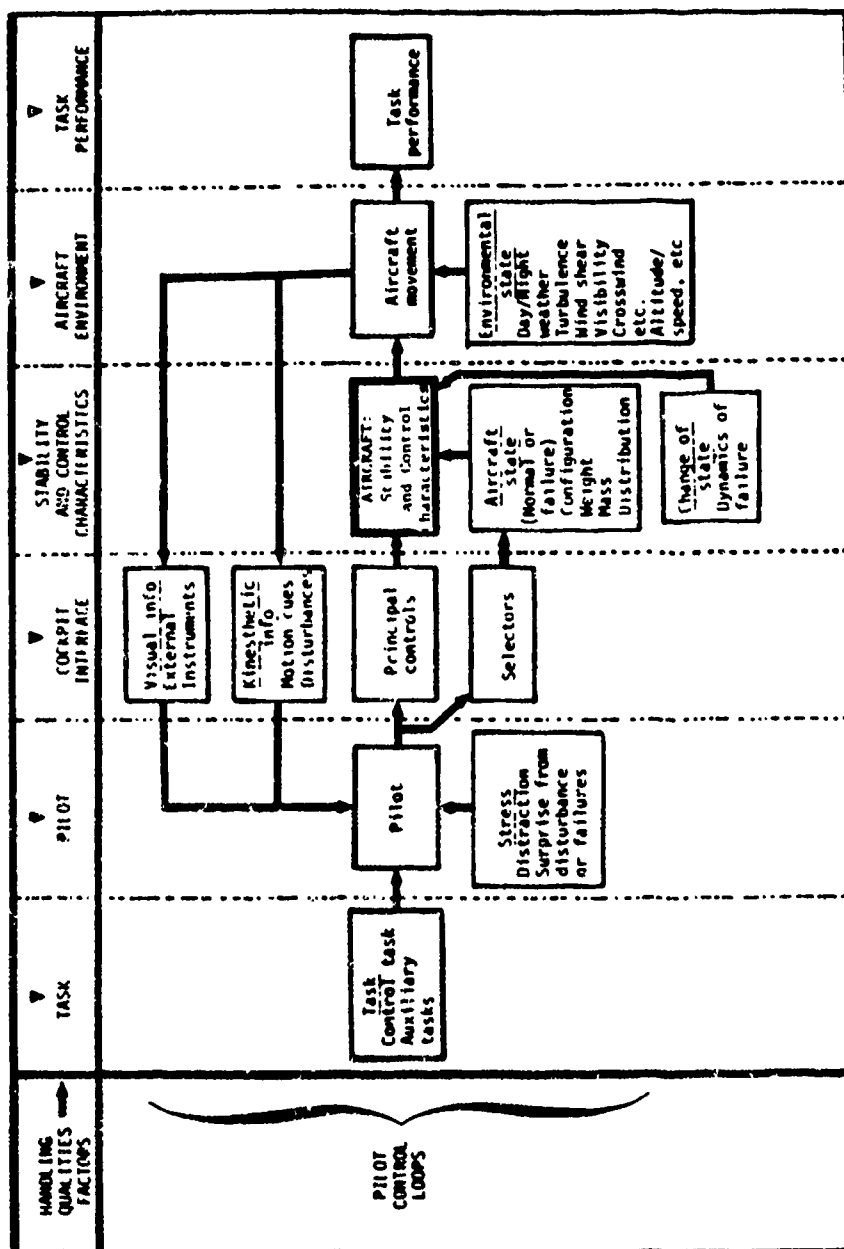 HANDLING
QUALITIES
FACTORS
TASK
PILOT
COCKPIT
INTERFACE
STABILITY
AND CONTROL
CHARACTERISTICS
AIRCRAFT
ENVIRONMENT
TASK
PERFORMANCE
PILOT
CONTROL
LOOPS
Visual info
External
Instruments
Kinesthetic
info
Motion cues
Disturbances
Task
Control task
Auxiliary
tasks
Pilot
Principal
controls
AIRCRAFT:
Stability
and Control
characteristics
Aircraft
movement
Task
performance
Stress
Distraction
Surprise from
disturbance
or failures
Selectors
Aircraft
state
(Normal or
failure)
Configuration
Weight
Mass
Distribution
Environmental
state
Day/Night
weather
Turbulence
Wind shear
Visibility
Crosswind
etc.
Altitude/
speed, etc
Change of
state
Dynamics of
failure